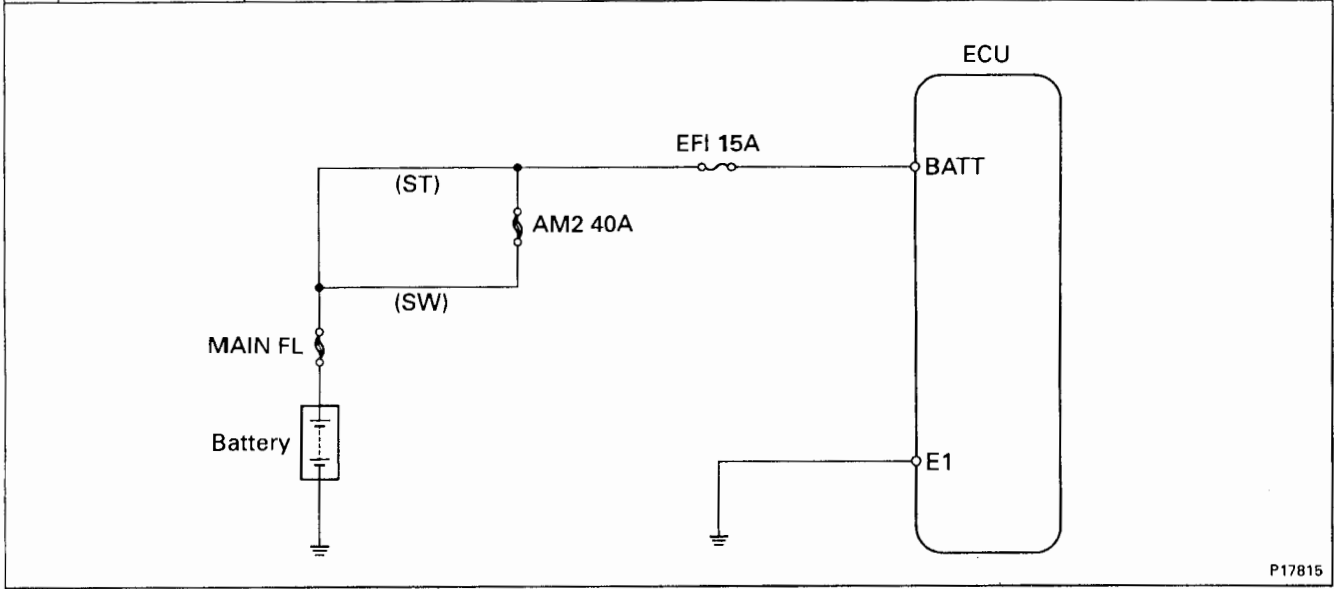 ECU
EFI 15A
BATT
(ST)
AM2 40A
(SW)
MAIN FL
Battery
E1
P17815